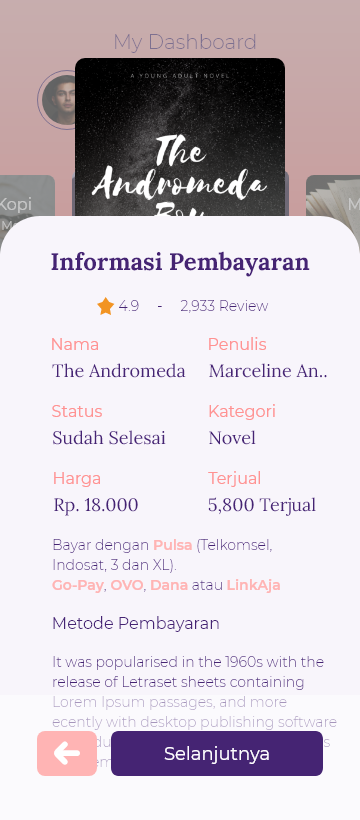 My Dashboard
A YOUNG ADULT NOVEL
The
Andromeda
Kopi
M
Informasi Pembayaran
4.9 - 2,933 Review
Nama Penulis
The Andromeda Marceline An..
Status Kategori
Sudah Selesai Novel
Harga Terjual
Rp. 18.000 5,800 Terjual
Bayar dengan Pulsa (Telkomsel,
Indosat, 3 dan XL).
Go-Pay, OVO, Dana atau LinkAja
Metode Pembayaran
It was popularised in the 1960s with the
release of Letraset sheets containing
Lorem Ipsum passages, and more
ecently with desktop publishing software
Selanjutnya